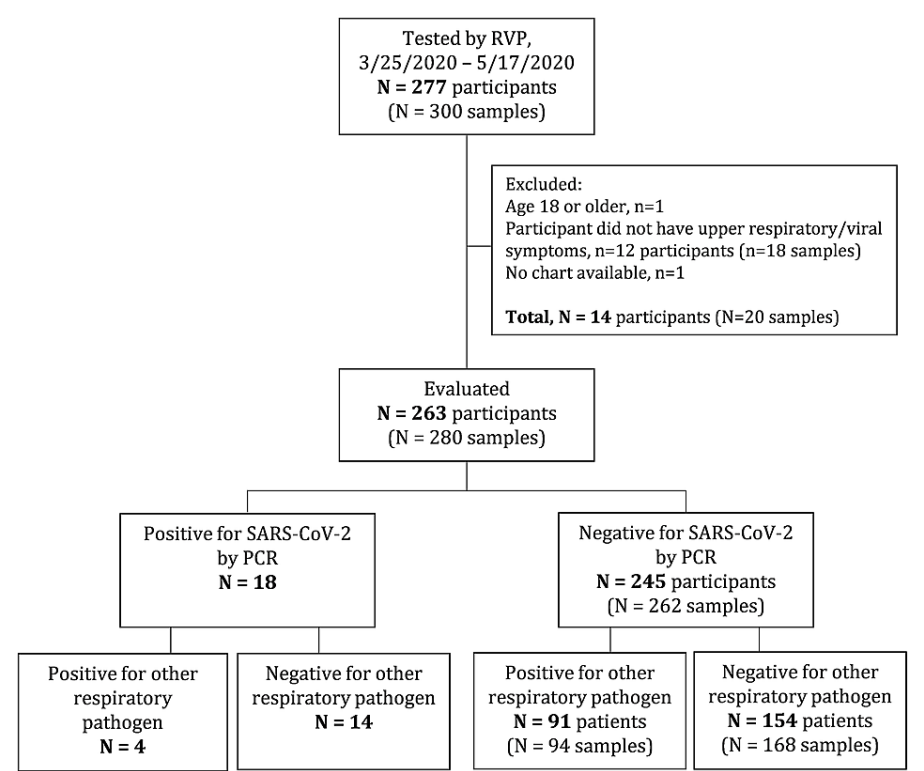 Tested by RVP,
3/25/2020 – 5/17/2020
N = 277 participants
(N = 300 samples)
Excluded:
Age 18 or older, n=1
Participant did not have upper respiratory/viral
symptoms, n=12 participants (n=18 samples)
No chart available, n=1
Total, N = 14 participants (N=20 samples)
Evaluated
N = 263 participants
(N = 280 samples)
Positive for SARS-CoV-2
by PCR
N = 18
Negative for SARS-CoV-2
by PCR
N = 245 participants
(N = 262 samples)
Positive for other
respiratory
pathogen
N = 4
Negative for other
respiratory pathogen
N = 14
Positive for other
respiratory pathogen
N = 91 patients
(N = 94 samples)
Negative for other
respiratory pathogen
N = 154 patients
(N = 168 samples)